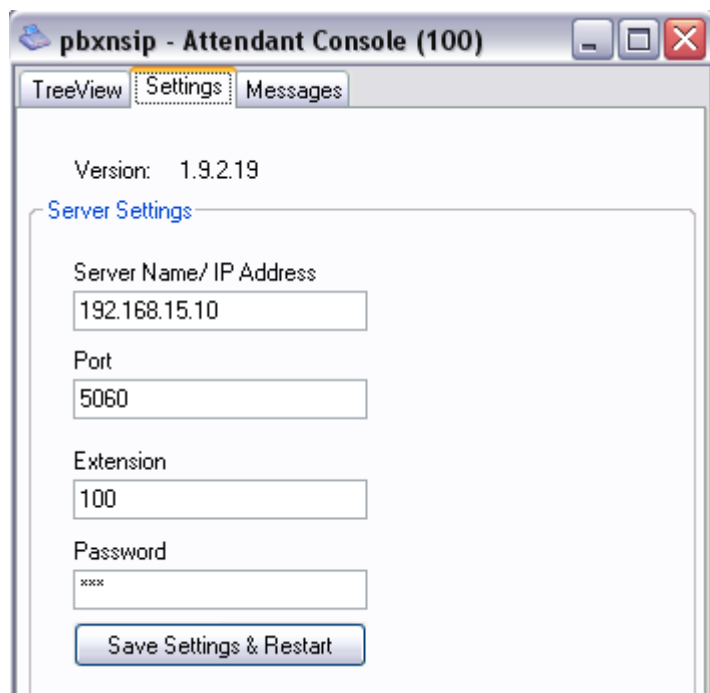 pbxnsip - Attendant Console (100)
TreeView Settings Messages
Version: 1.9.2.19
Server Settings
Server Name/ IP Address
192.168.15.10
Port
5060
Extension
100
Password
***
Save Settings & Restart